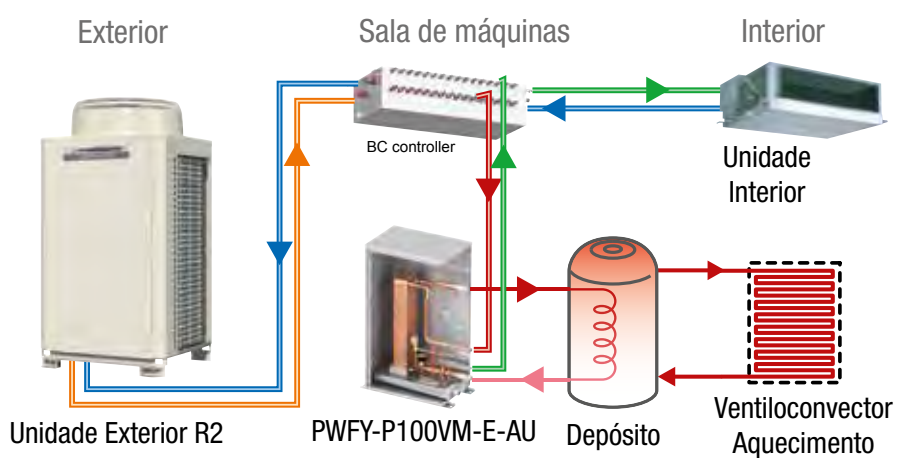 Exterior
Sala de máquinas
Interior
BC controller
Unidade
Interior
Unidade Exterior R2
PWFY-P100VM-E-AU
Depósito
Ventiloconvector
Aquecimento